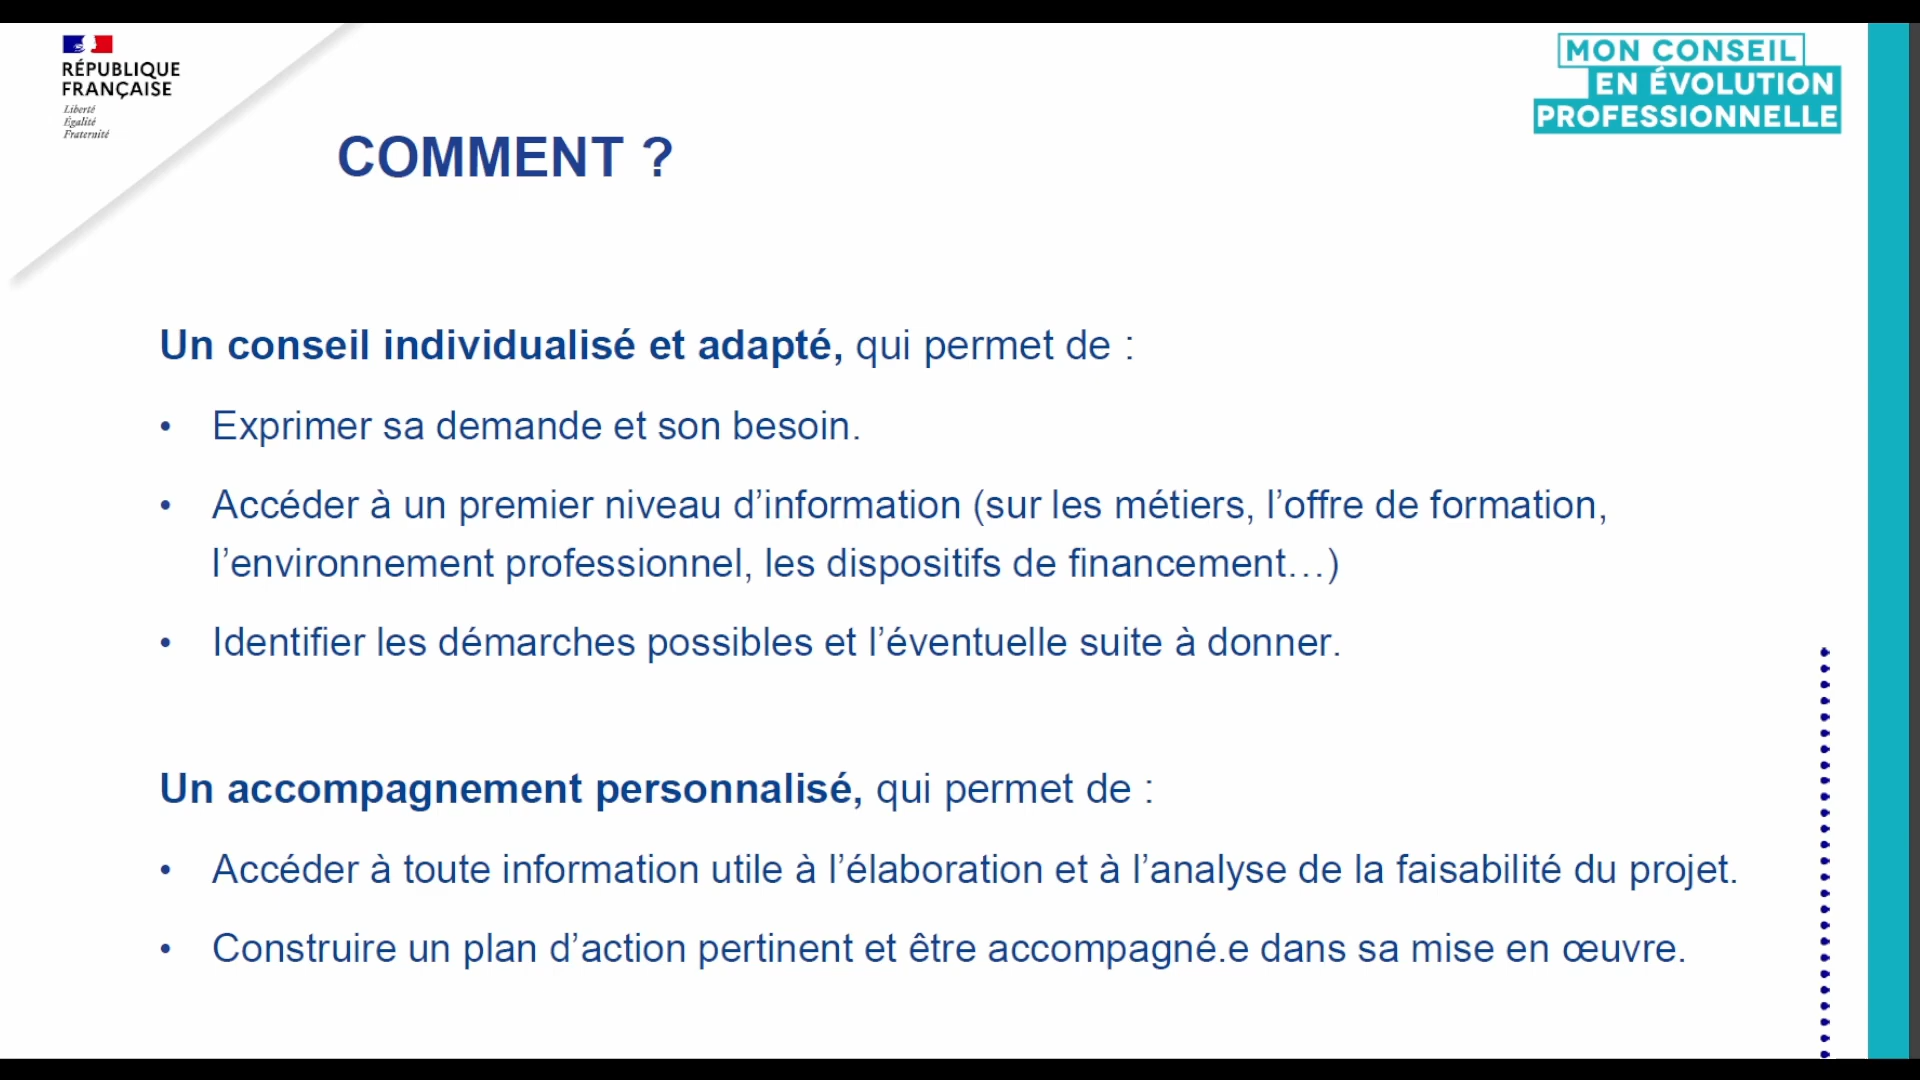 RÉPUBLIQUE
FRANÇAISE
Liberté
Égalité
Fraternité
MON CONSEIL
EN ÉVOLUTION
PROFESSIONNELLE
COMMENT ?
Un conseil individualisé et adapté, qui permet de :
• Exprimer sa demande et son besoin.
• Accéder à un premier niveau d’information (sur les métiers, l’offre de formation,
l’environnement professionnel, les dispositifs de financement…)
• Identifier les démarches possibles et l’éventuelle suite à donner.
Un accompagnement personnalisé, qui permet de :
• Accéder à toute information utile à l’élaboration et à l’analyse de la faisabilité du projet.
• Construire un plan d’action pertinent et être accompagné.e dans sa mise en œuvre.